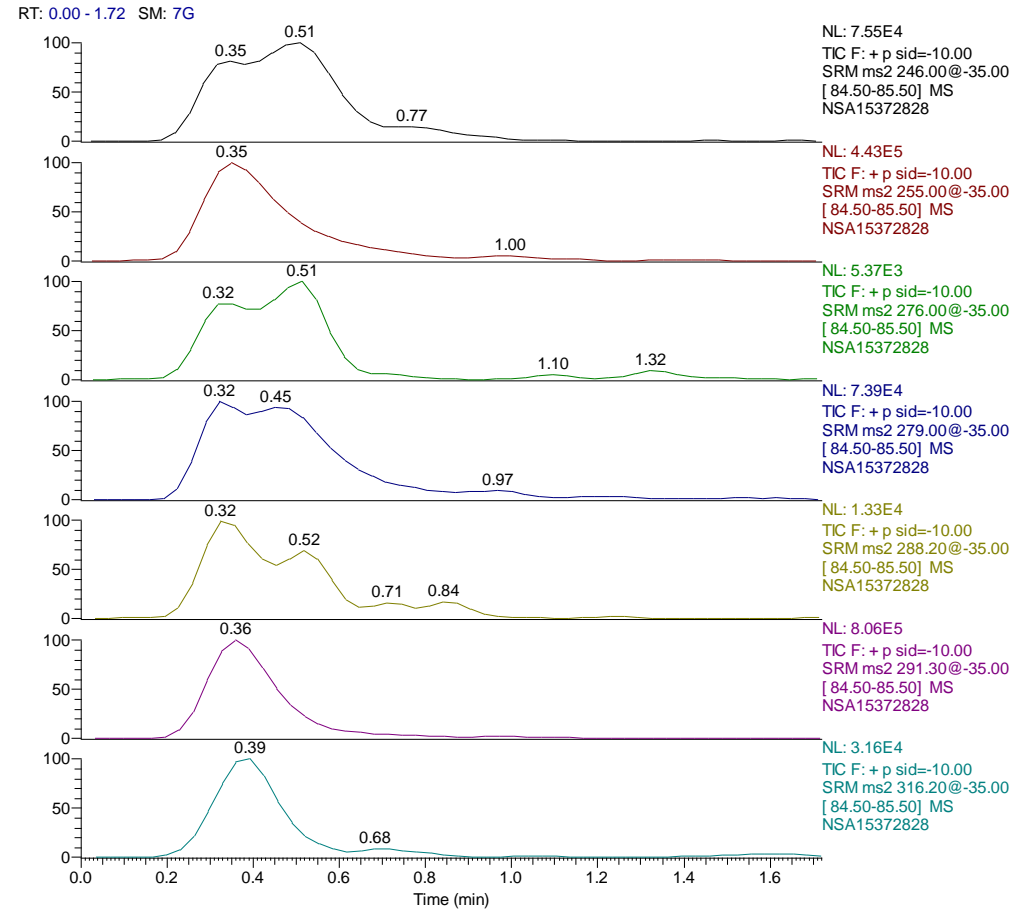 RT: 0.00 - 1.72 SM: 7G
0.51
0.35
0.77
100
50
0
NL: 7.55E4
TIC F: + p sid=-10.00
SRM ms2 246.00@-35.00
[ 84.50-85.50] MS
NSA15372828
0.35
1.00
100
50
0
NL: 4.43E5
TIC F: + p sid=-10.00
SRM ms2 255.00@-35.00
[ 84.50-85.50] MS
NSA15372828
0.51
0.32
1.10
1.32
100
50
0
NL: 5.37E3
TIC F: + p sid=-10.00
SRM ms2 276.00@-35.00
[ 84.50-85.50] MS
NSA15372828
0.32
0.45
0.97
100
50
0
NL: 7.39E4
TIC F: + p sid=-10.00
SRM ms2 279.00@-35.00
[ 84.50-85.50] MS
NSA15372828
0.32
0.52
0.71
0.84
100
50
0
NL: 1.33E4
TIC F: + p sid=-10.00
SRM ms2 288.20@-35.00
[ 84.50-85.50] MS
NSA15372828
0.36
100
50
0
NL: 8.06E5
TIC F: + p sid=-10.00
SRM ms2 291.30@-35.00
[ 84.50-85.50] MS
NSA15372828
0.39
0.68
100
50
0
NL: 3.16E4
TIC F: + p sid=-10.00
SRM ms2 316.20@-35.00
[ 84.50-85.50] MS
NSA15372828
0.0 0.2 0.4 0.6 0.8 1.0 1.2 1.4 1.6
Time (min)